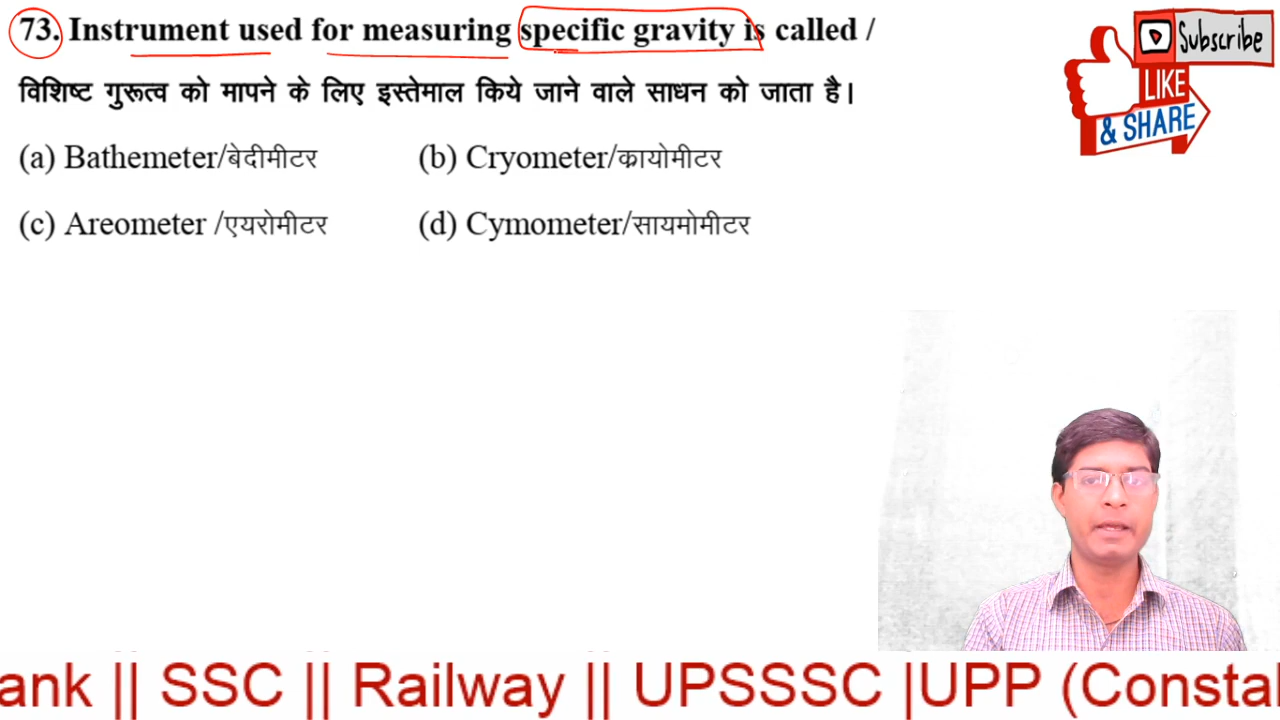 73. Instrument used for measuring specific gravity is called /
विशिष्ट गुरूत्व को मापने के लिए इस्तेमाल किये जाने वाले साधन को जाता है।
(a) Bathemeter/बेदीमीटर
(b) Cryometer/कायोमीटर
(c) Areometer /एयरोमीटर
(d) Cymometer/सायमोमीटर
Subscribe
LIKE
& SHARE
ank || SSC || Railway || UPSSSC |UPP (Constal